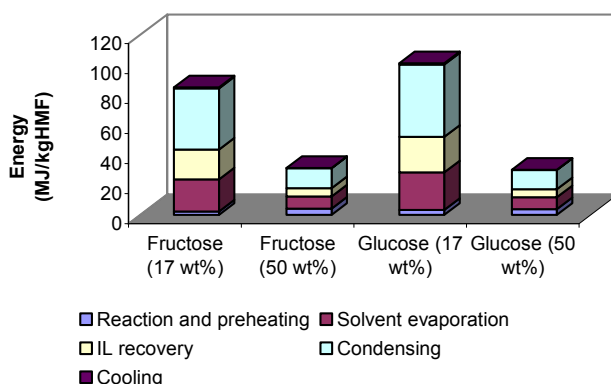 Energy
(MJ/kgHMF)
120
100
80
60
40
20
0
Fructose
(17 wt%)
Fructose
(50 wt%)
Glucose (17
wt%)
Glucose (50
wt%)
Reaction and preheating
Solvent evaporation
IL recovery
Condensing
Cooling